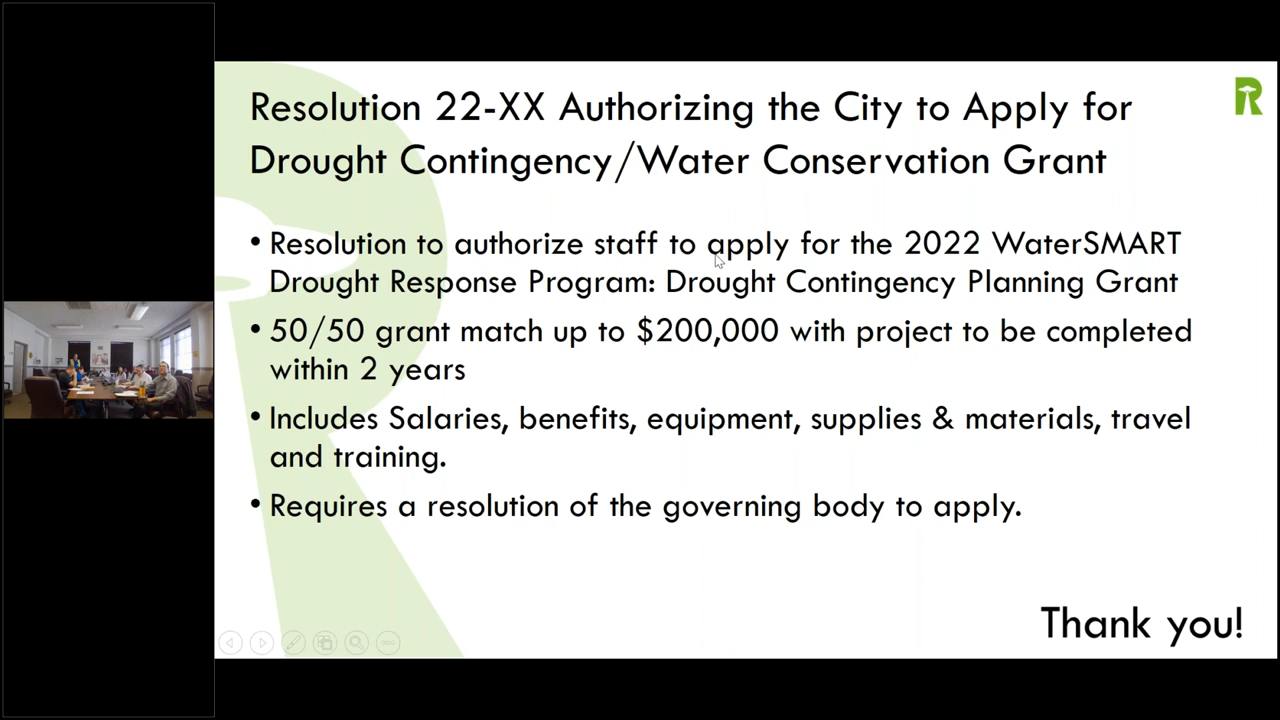 Resolution 22-XX Authorizing the City to Apply for
Drought Contingency/Water Conservation Grant
R
• Resolution to authorize staff to apply for the 2022 WaterSMART
Drought Response Program: Drought Contingency Planning Grant
• 50/50 grant match up to $200,000 with project to be completed
within 2 years
• Includes Salaries, benefits, equipment, supplies & materials, travel
and training.
• Requires a resolution of the governing body to apply.
Thank you!